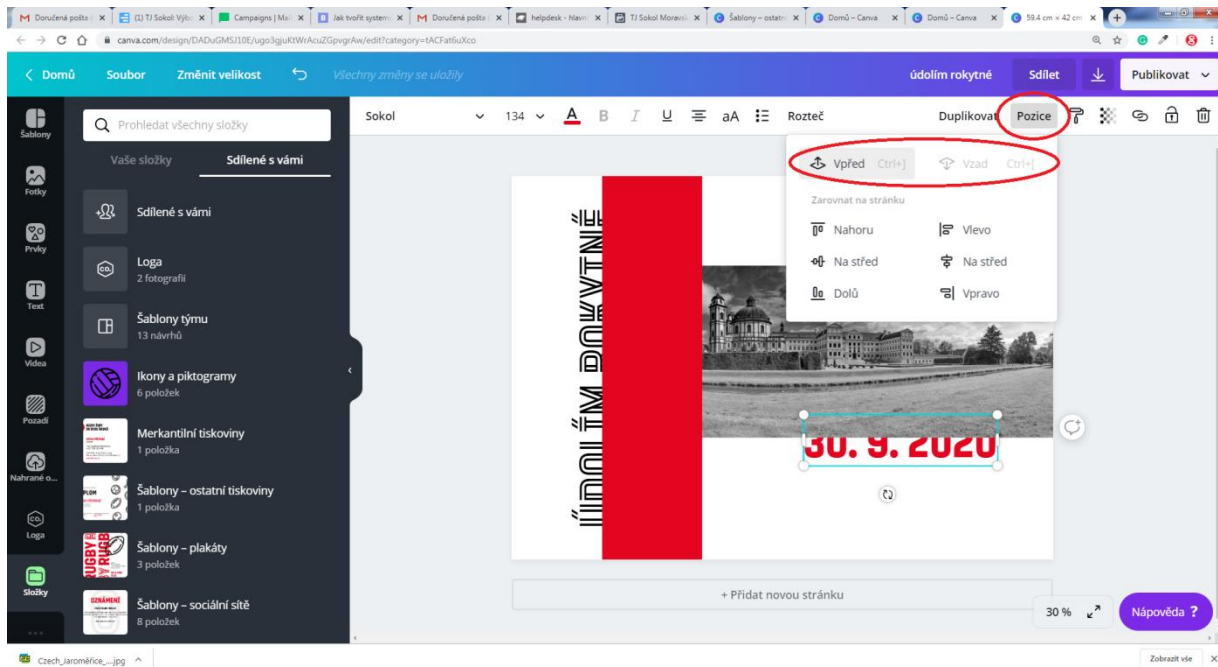 Doručená pošta
(1) TJ Sokol: Výb
Campaigns | Mai
Jak tvořit system
Doručená pošta
helpdesk - hlavn
TJ Sokol Moravsk
Šablony – ostatn
Domů – Canva
Domů – Canva
59.4 cm × 42 cm
canva.com/design/DADuGMSJ10E/ugo3gjuKtWrAcuZGpvgrAw/edit?category=tACFat6uXco
Domů
Soubor
Změnit velikost
Všechny změny se uložily
údolím rokytné
Sdílet
Publikovat
Sokol
134
A
B
I
U
aA
Rozteč
Duplikovat
Pozice
Šablony
Fotky
Prvky
Text
Videa
Pozadí
Nahrané o...
Loga
Složky
Prohledat všechny složky
Vaše složky
Sdílené s vámi
Sdílené s vámi
Loga
2 fotografií
Šablony týmu
13 návrhů
Ikony a piktogramy
6 položek
Merkantilní tiskoviny
1 položka
Šablony – ostatní tiskoviny
1 položka
Šablony – plakáty
3 položek
Šablony – sociální sítě
8 položek
RUGBY
OZNÁMENÍ
Vpřed Ctrl+]
Vzad Ctrl+[
Zarovnat na stránku
Nahoru
Vlevo
Na střed
Na střed
Dolů
Vpravo
ÚDOLÍM ROKYTNÉ
30. 9. 2020
+ Přidat novou stránku
30 %
Nápověda ?
Czech_Jaroměřice_....jpg
Zobrazit vše